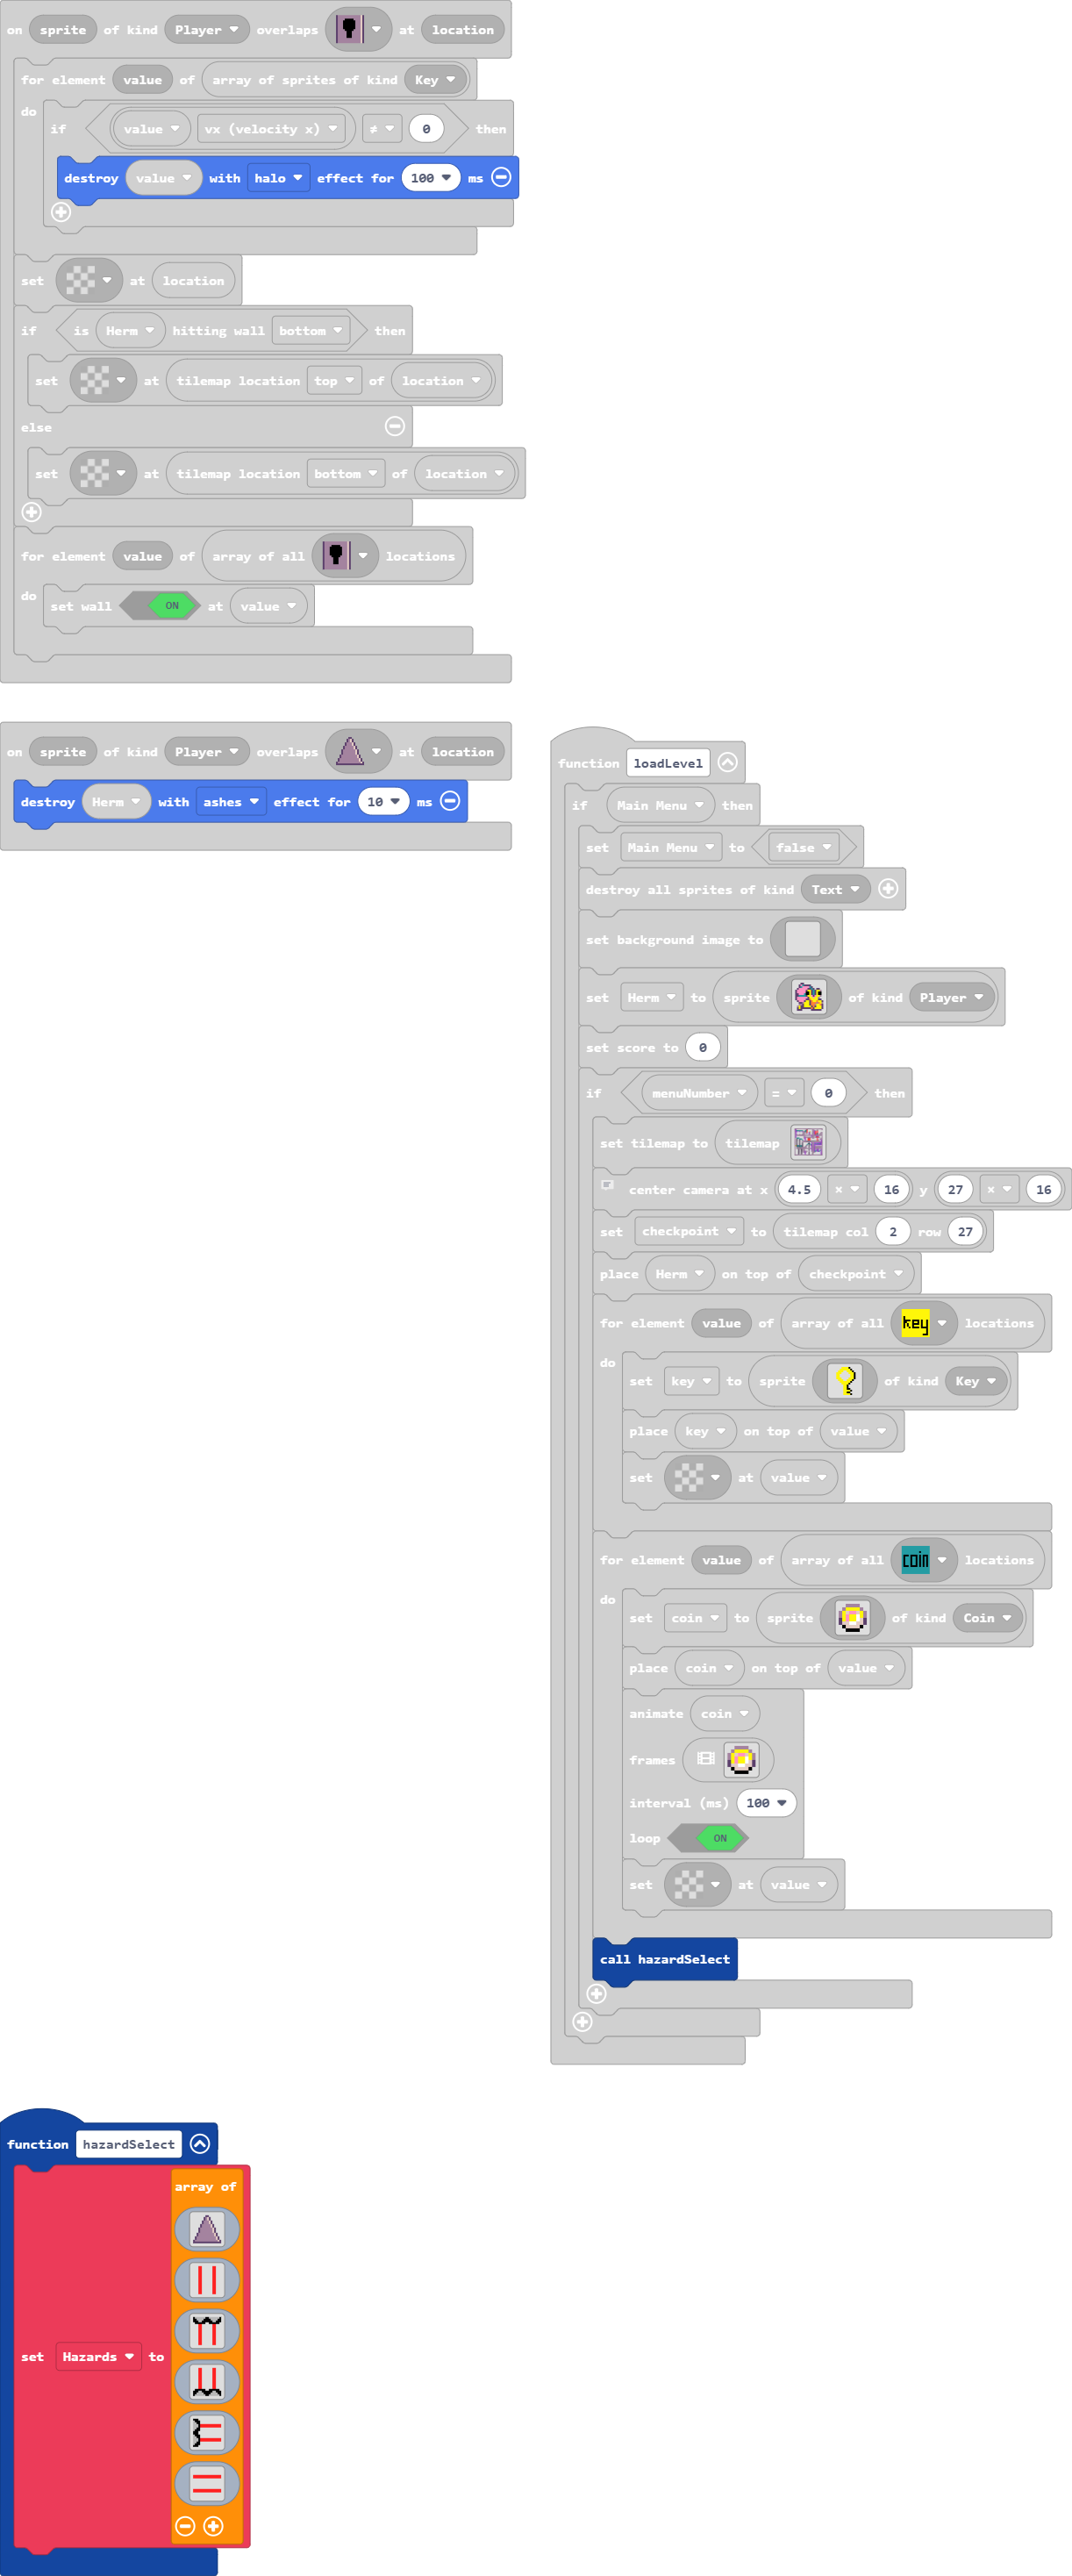 on sprite of kind Player overlaps at location
for element value of array of sprites of kind Key
do
if value vx (velocity x) ≠ 0 then
destroy value with halo effect for 100 ms
set at location
if is Herm hitting wall bottom then
set at tilemap location top of location
else
set at tilemap location bottom of location
for element value of array of all locations
do
set wall ON at value
on sprite of kind Player overlaps at location
destroy Herm with ashes effect for 10 ms
function loadLevel
if Main Menu then
set Main Menu to false
destroy all sprites of kind Text
set background image to
set Herm to sprite of kind Player
set score to 0
if menuNumber = 0 then
set tilemap to tilemap
center camera at x 4.5 × 16 y 27 × 16
set checkpoint to tilemap col 2 row 27
place Herm on top of checkpoint
for element value of array of all key locations
do
set key to sprite of kind Key
place key on top of value
set at value
for element value of array of all coin locations
do
set coin to sprite of kind Coin
place coin on top of value
animate coin
frames
interval (ms) 100
loop ON
set at value
call hazardSelect
function hazardSelect
array of
set Hazards to